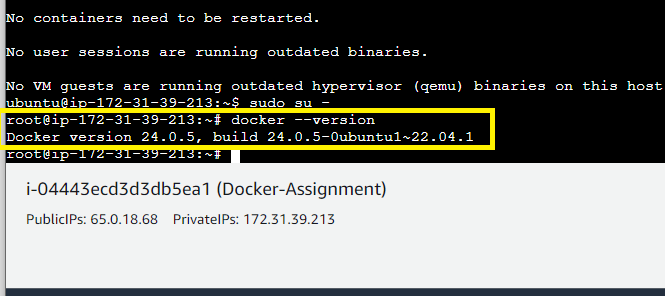 No containers need to be restarted.
No user sessions are running outdated binaries.
No VM guests are running outdated hypervisor (qemu) binaries on this host
ubuntu@ip-172-31-39-213:~$ sudo su -
root@ip-172-31-39-213:~# docker --version
Docker version 24.0.5, build 24.0.5-0ubuntu1~22.04.1
root@ip-172-31-39-213:~#
i-04443ecd3d3db5ea1 (Docker-Assignment)
PublicIPs: 65.0.18.68 PrivateIPs: 172.31.39.213